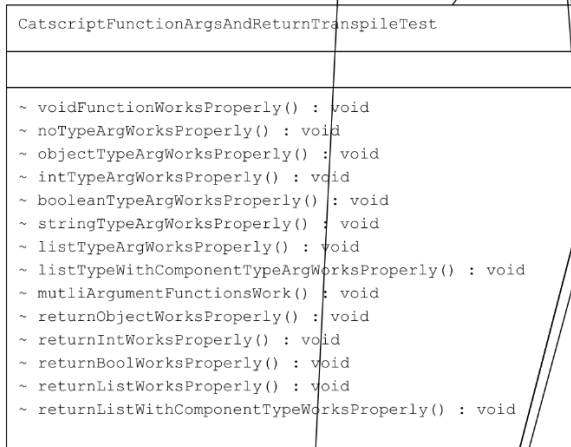 CatscriptFunctionArgsAndReturnTranspileTest
~ voidFunctionWorksProperly() : void
~ noTypeArgWorksProperly() : void
~ objectTypeArgWorksProperly() : void
~ intTypeArgWorksProperly() : void
~ booleanTypeArgWorksProperly() : void
~ stringTypeArgWorksProperly() : void
~ listTypeArgWorksProperly() : void
~ listTypeWithComponentTypeArgWorksProperly() : void
~ mutliArgumentFunctionsWork() : void
~ returnObjectWorksProperly() : void
~ returnIntWorksProperly() : void
~ returnBoolWorksProperly() : void
~ returnListWorksProperly() : void
~ returnListWithComponentTypeWorksProperly() : void